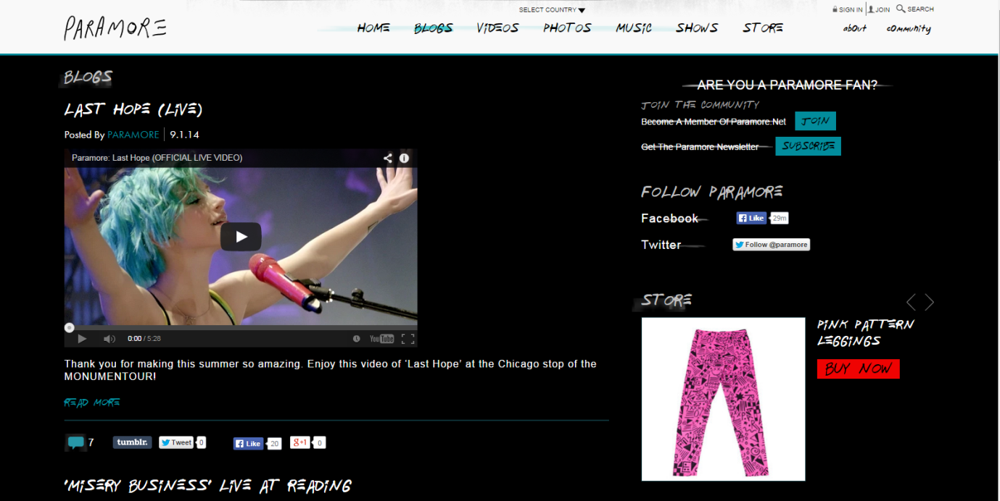 SELECT COUNTRY
SIGN IN
JOIN
SEARCH
PARAMORE
HOME
BLOGS
VIDEOS
PHOTOS
MUSIC
SHOWS
STORE
about
community
BLOGS
LAST HOPE (LIVE)
Posted By PARAMORE 9.1.14
Paramore: Last Hope (OFFICIAL LIVE VIDEO)
0:00 / 5:28
YouTube
Thank you for making this summer so amazing. Enjoy this video of 'Last Hope' at the Chicago stop of the
MONUMENTOUR!
READ MORE
7
tumblr.
Tweet 0
Like 20
g+1 0
'MISERY BUSINESS' LIVE AT READING
ARE YOU A PARAMORE FAN?
JOIN THE COMMUNITY
Become A Member Of Paramore.Net JOIN
Get The Paramore Newsletter SUBSCRIBE
FOLLOW PARAMORE
Facebook Like 29m
Twitter Follow @paramore
STORE
PINK PATTERN
LEGGINGS
BUY NOW